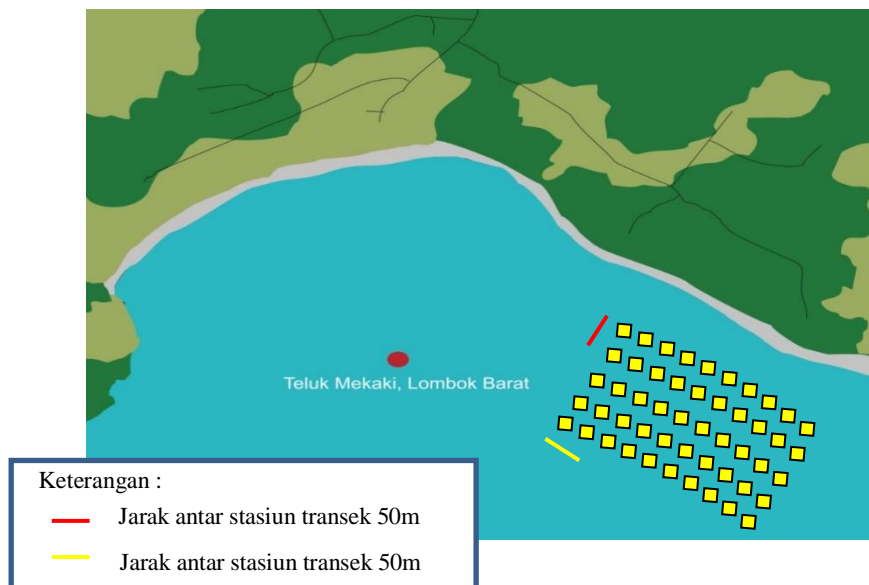 Teluk Mekaki, Lombok Barat
Keterangan :
Jarak antar stasiun transek 50m
Jarak antar stasiun transek 50m